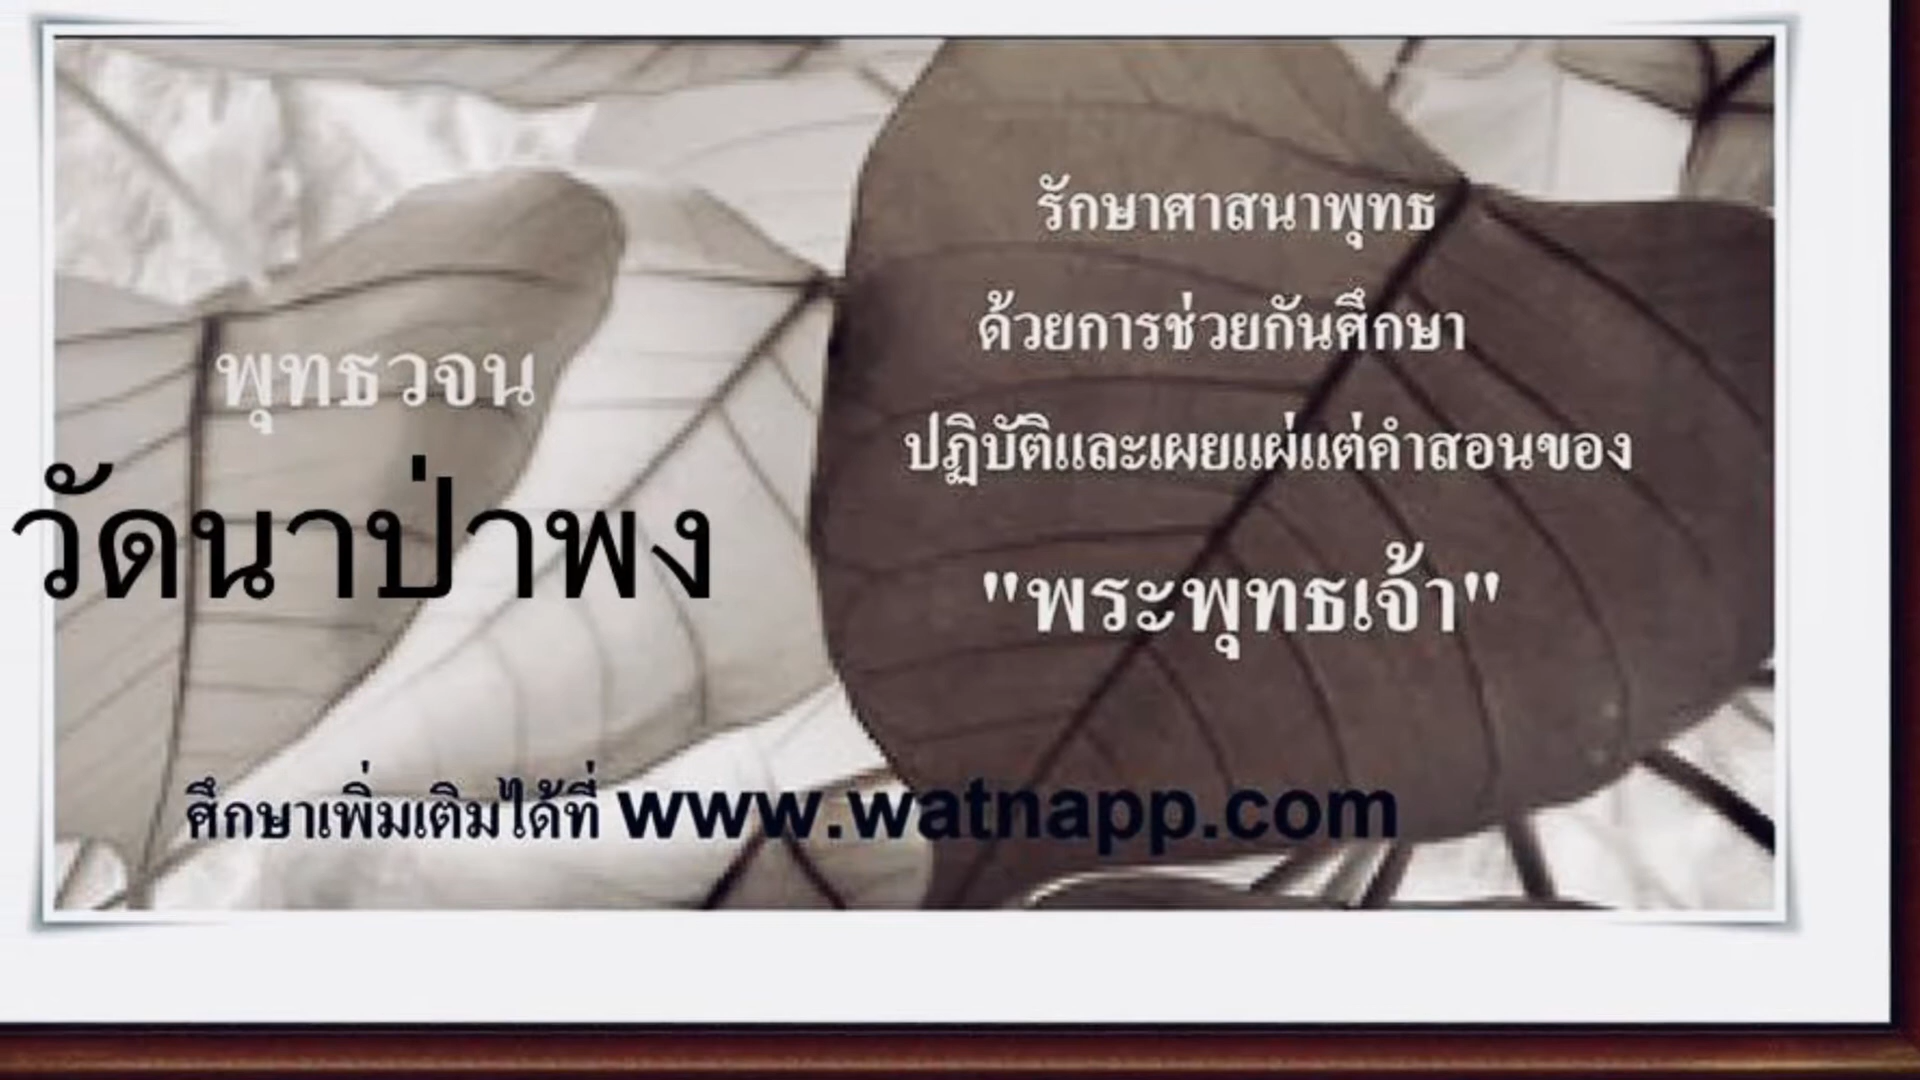 พุทธวจน
วัดนาป่าพง
รักษาศาสนาพุทธ
ด้วยการช่วยกันศึกษา
ปฏิบัติและเผยแผ่แต่คำสอนของ
"พระพุทธเจ้า"
ศึกษาเพิ่มเติมได้ที่ www.watnapp.com